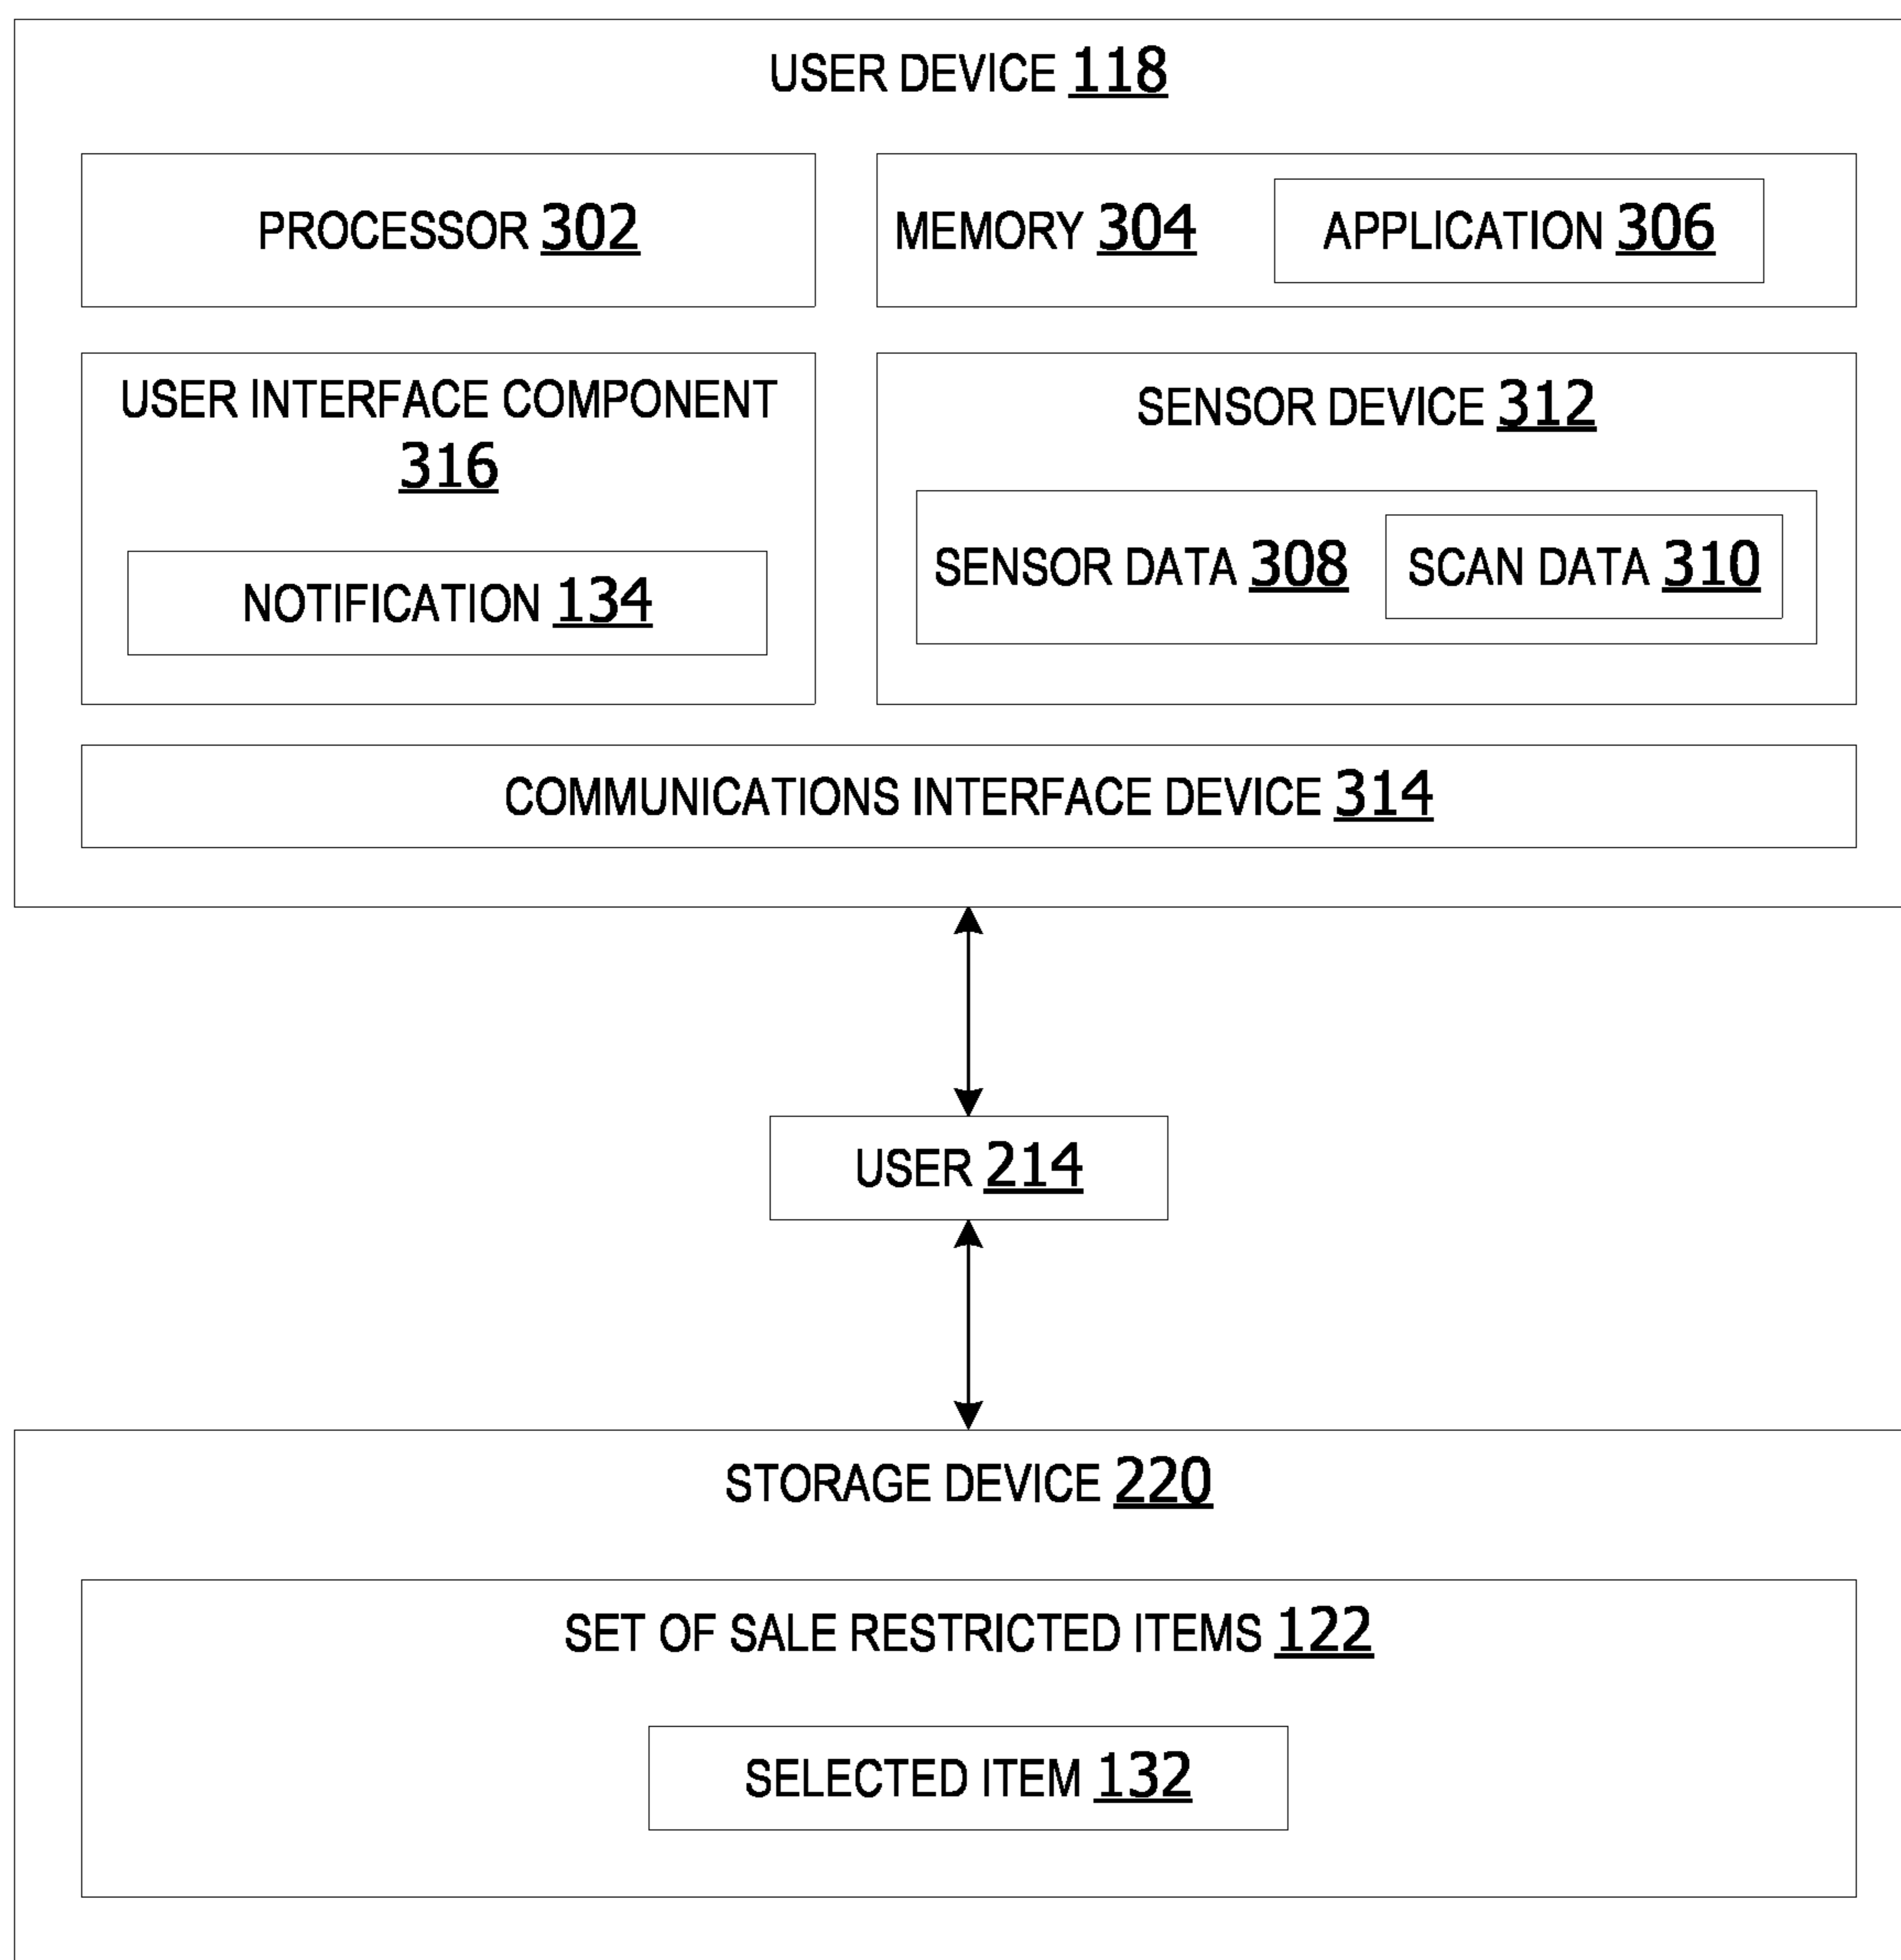 USER DEVICE 118
PROCESSOR 302
MEMORY 304
APPLICATION 306
USER INTERFACE COMPONENT
316
NOTIFICATION 134
SENSOR DEVICE 312
SENSOR DATA 308
SCAN DATA 310
COMMUNICATIONS INTERFACE DEVICE 314
USER 214
STORAGE DEVICE 220
SET OF SALE RESTRICTED ITEMS 122
SELECTED ITEM 132